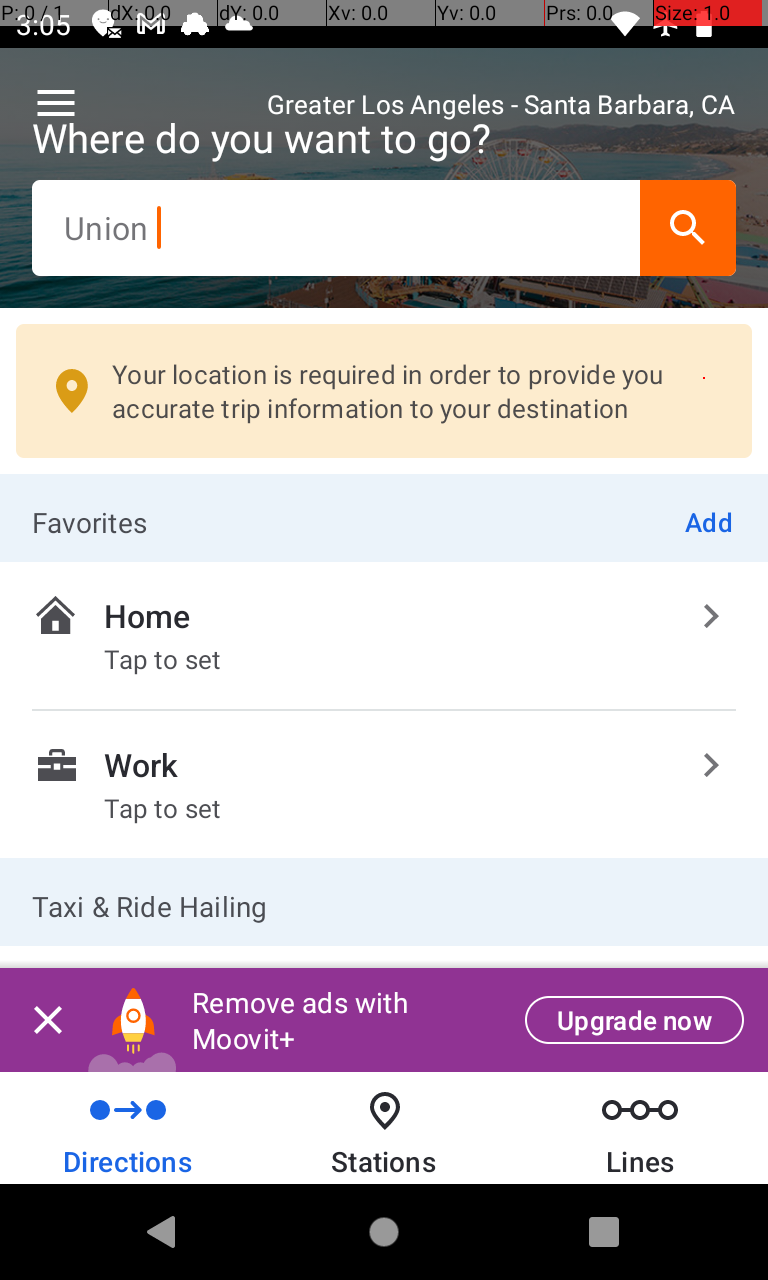 P: 0 / 1 dX: 0.0 dY: 0.0 Xv: 0.0 Yv: 0.0 Prs: 0.0 Size: 1.0
3:05
Greater Los Angeles - Santa Barbara, CA
Where do you want to go?
Union
Your location is required in order to provide you
accurate trip information to your destination
Favorites
Add
Home
Tap to set
Work
Tap to set
Taxi & Ride Hailing
Remove ads with
Moovit+
Upgrade now
Directions
Stations
Lines